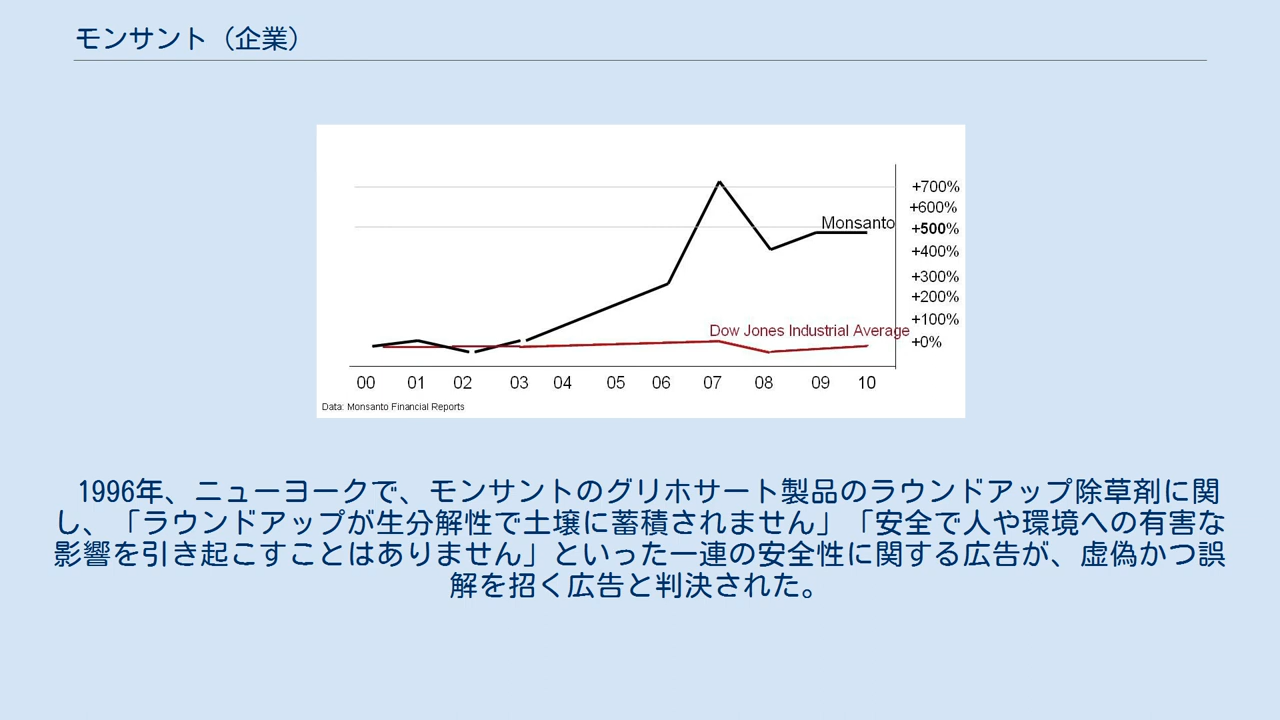 モンサント（企業）
+700%
+600%
Monsanto
+500%
+400%
+300%
+200%
Dow Jones Industrial Average
+100%
+0%
00 01 02 03 04 05 06 07 08 09 10
Data: Monsanto Financial Reports
1996年、ニューヨークで、モンサントのグリホサート製品のラウンドアップ除草剤に関
し、「ラウンドアップが生分解性で土壌に蓄積されません」「安全で人や環境への有害な
影響を引き起こすことはありません」といった一連の安全性に関する広告が、虚偽かつ誤
解を招く広告と判決された。